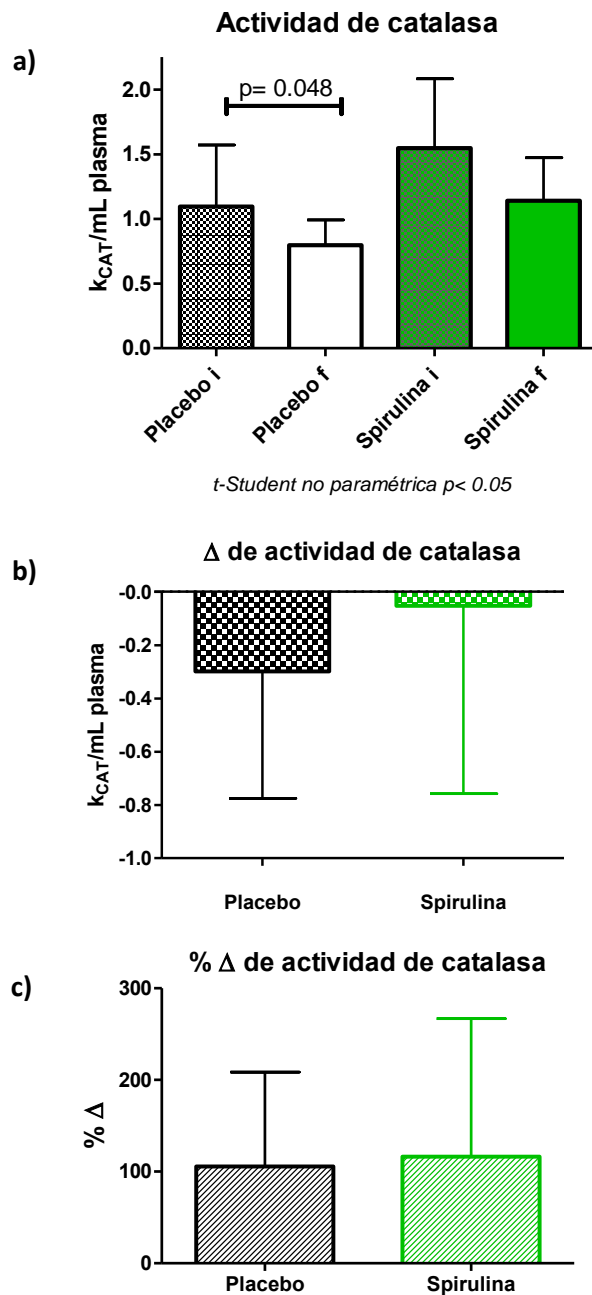 Actividad de catalasa
a)
p= 0.048
k_CAT/mL plasma
2.0
1.5
1.0
0.5
0.0
Placebo i
Placebo f
Spirulina i
Spirulina f
t-Student no paramétrica p< 0.05
Δ de actividad de catalasa
b)
k_CAT/mL plasma
-0.0
-0.2
-0.4
-0.6
-0.8
-1.0
Placebo Spirulina
% Δ de actividad de catalasa
c)
% Δ
300
200
100
0
Placebo Spirulina